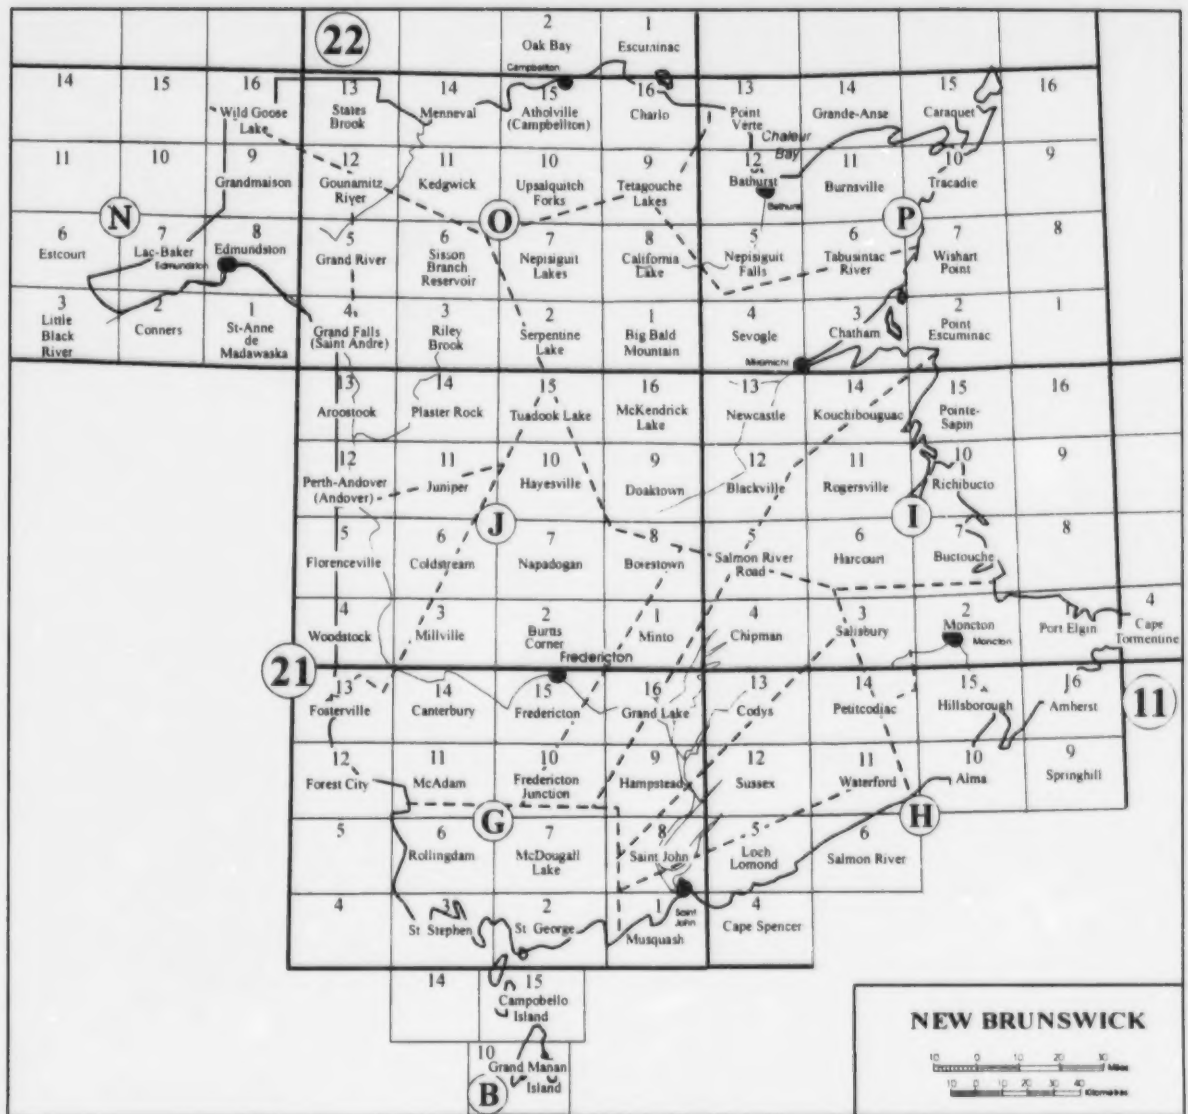 22
2
Oak Bay
1
Escuminac
Campbellton
14
15
16
Wild Goose
Lake
13
States
Brook
14
Menneval
15
Atholville
(Campbellton)
16
Charlo
13
Point
Verte
14
Grande-Anse
15
Caraquet
16
Chaleur
Bay
11
10
9
Grandmaison
12
Gounamitz
River
11
Kedgwick
10
Upsalquitch
Forks
9
Tetagouche
Lakes
12
Bathurst
Bathurst
11
Burnsville
10
Tracadie
9
N
O
P
6
Estcourt
7
Lac-Baker
8
Edmundston
Edmundston
5
Grand River
6
Sisson
Branch
Reservoir
7
Nepisiguit
Lakes
8
California
Lake
5
Nepisiguit
Falls
6
Tabusintac
River
7
Wishart
Point
8
3
Little
Black
River
2
Conners
1
St-Anne
de
Madawaska
4
Grand Falls
(Saint Andre)
3
Riley
Brook
2
Serpentine
Lake
1
Big Bald
Mountain
4
Sevogle
3
Chatham
2
Point
Escuminac
1
Miramichi
13
Aroostook
14
Plaster Rock
15
Tuadook Lake
16
McKendrick
Lake
13
Newcastle
14
Kouchibouguac
15
Pointe-
Sapin
16
12
Perth-Andover
(Andover)
11
Juniper
10
Hayesville
9
Doaktown
12
Blackville
11
Rogersville
10
Richibucto
9
J
I
5
Florenceville
6
Coldstream
7
Napadogan
8
Boiestown
5
Salmon River
Road
6
Harcourt
7
Buctouche
8
4
Woodstock
3
Millville
2
Burtts
Corner
1
Minto
4
Chipman
3
Salisbury
2
Moncton
Moncton
Port Elgin
4
Cape
Tormentine
Fredericton
21
13
Fosterville
14
Canterbury
15
Fredericton
16
Grand Lake
13
Codys
14
Petitcodiac
15
Hillsborough
16
Amherst
11
12
Forest City
11
McAdam
10
Fredericton
Junction
9
Hampstead
12
Sussex
11
Waterford
10
Alma
9
Springhill
G
H
5
6
Rollingdam
7
McDougall
Lake
8
Saint John
5
Loch
Lomond
6
Salmon River
4
3
St Stephen
2
St George
1
Musquash
Saint
John
4
Cape Spencer
14
15
Campobello
Island
10
Grand Manan
Island
B
NEW BRUNSWICK
10 0 10 20 30
Miles
10 0 10 20 30 40
Kilometres